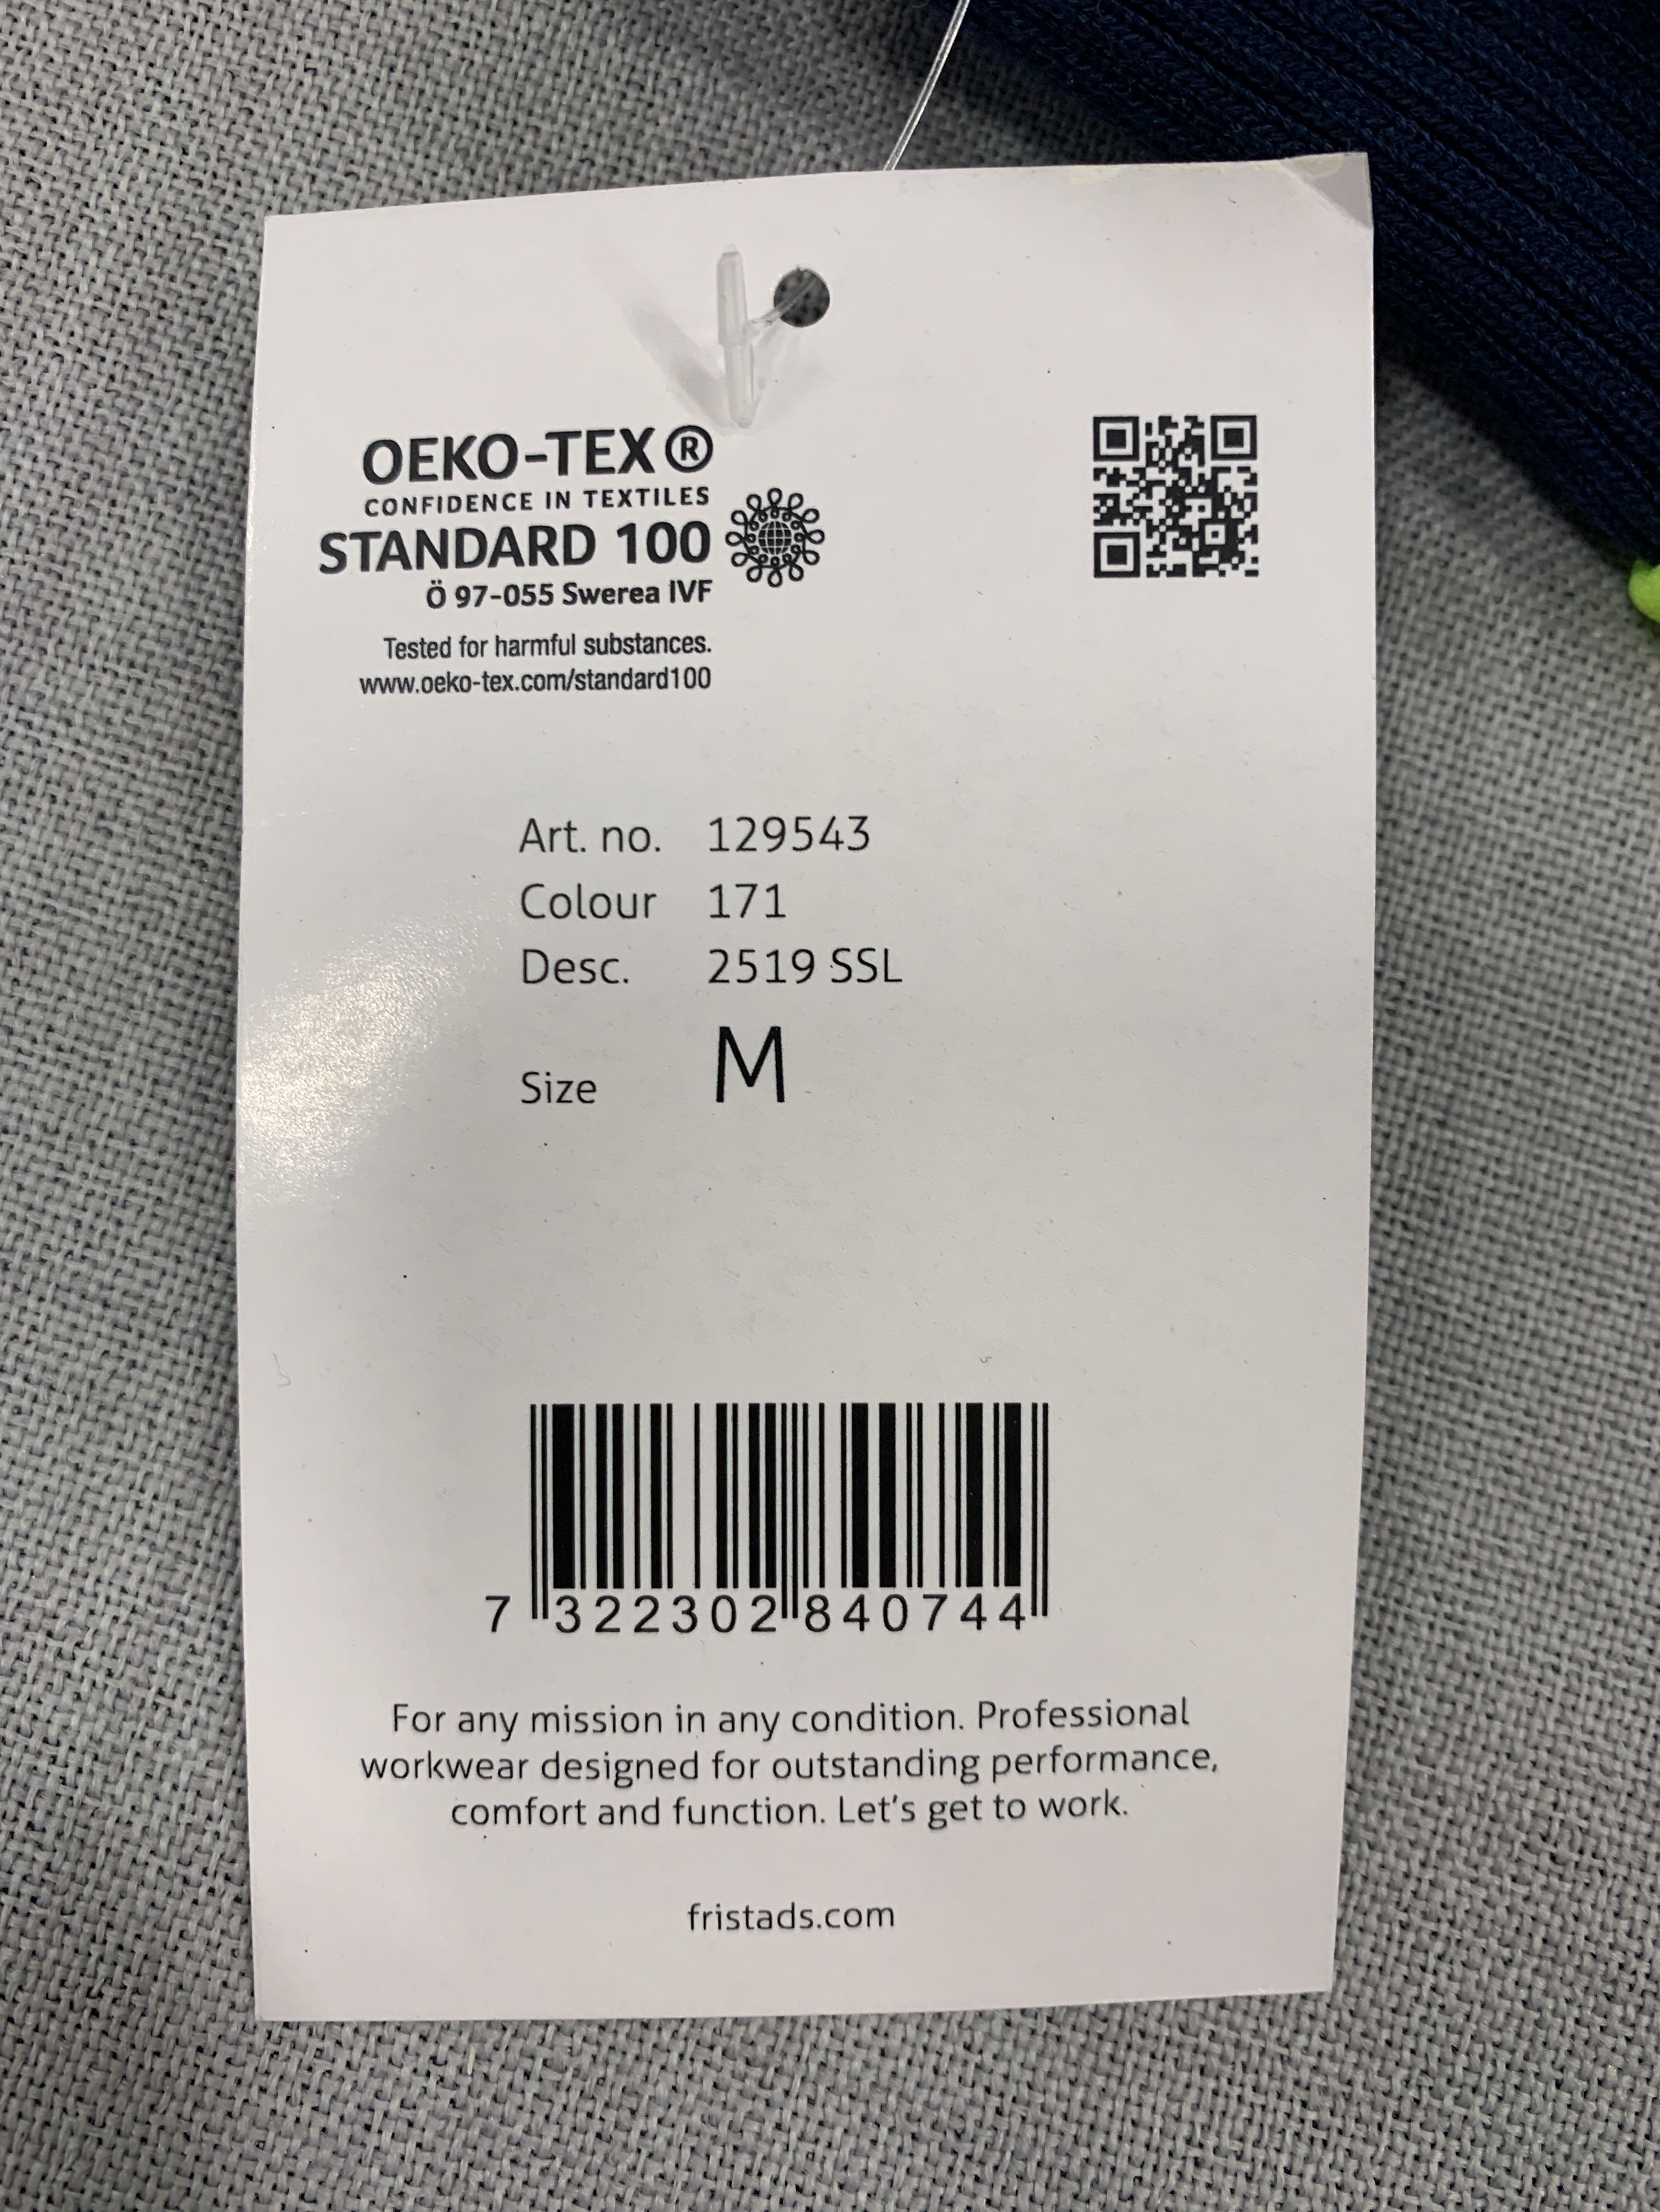 OEKO-TEX®
CONFIDENCE IN TEXTILES
STANDARD 100
Ö 97-055 Swerea IVF
Tested for harmful substances.
www.oeko-tex.com/standard100
Art. no. 129543
Colour 171
Desc. 2519 SSL
Size M
7 322302 840744
For any mission in any condition. Professional
workwear designed for outstanding performance,
comfort and function. Let's get to work.
fristads.com